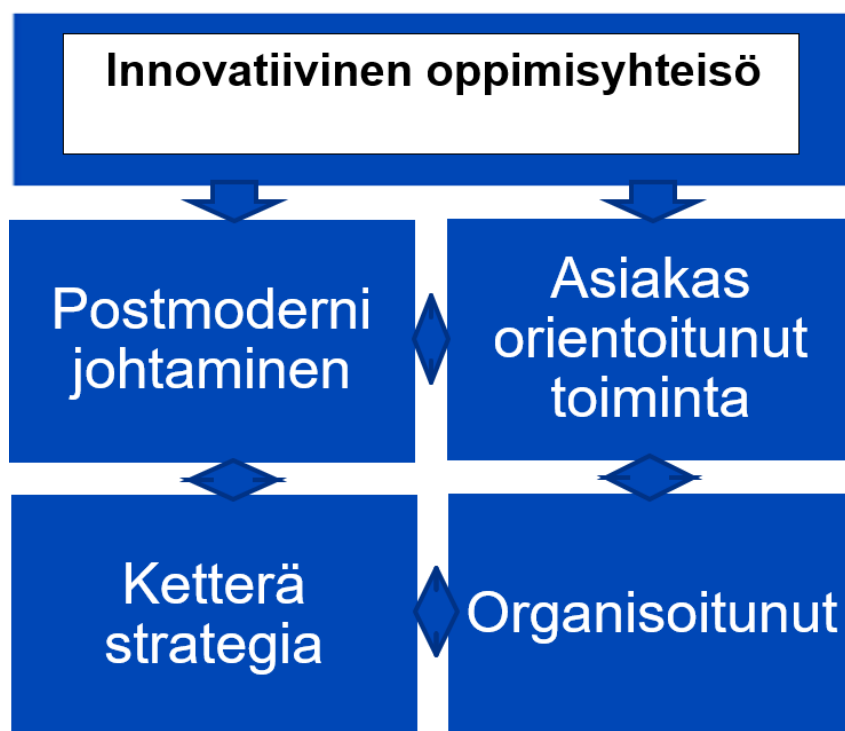 Innovatiivinen oppimisyhteisö
Postmoderni
johtaminen
Asiakas
orientoitunut
toiminta
Ketterä
strategia
Organisoitunut